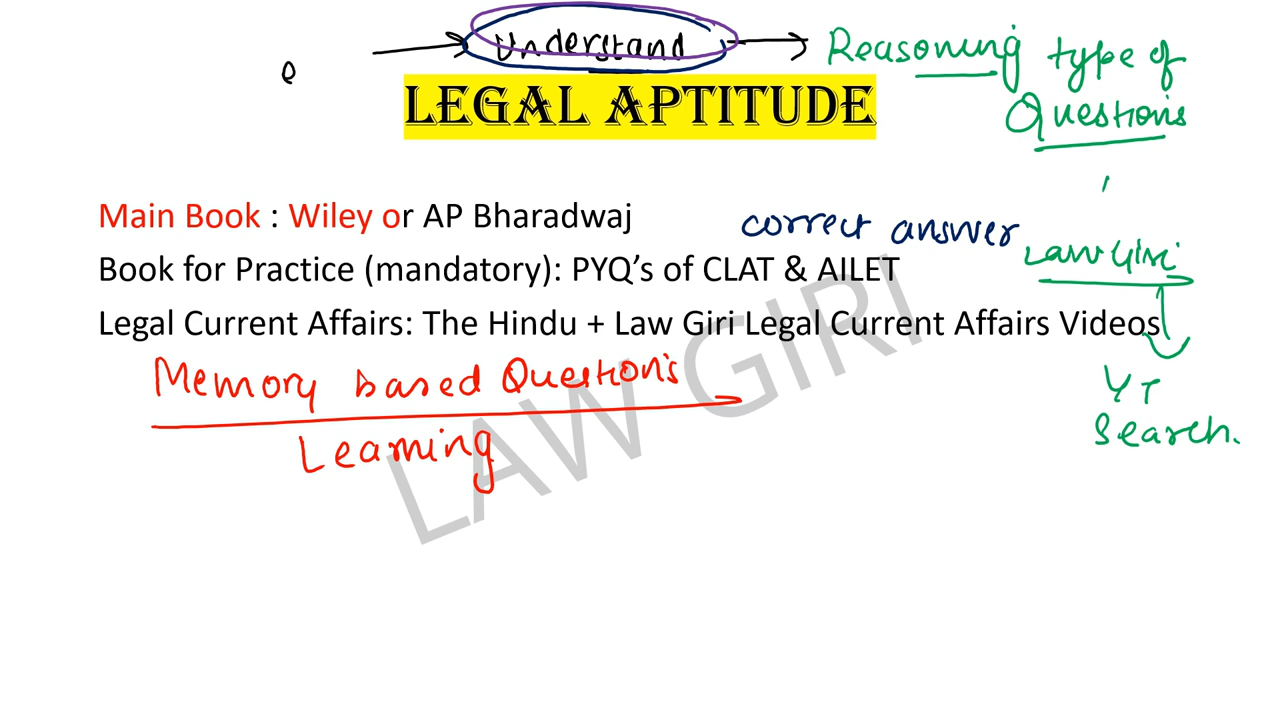 Understand
Reasoning type of
Questions
LEGAL APTITUDE
Main Book : Wiley or AP Bharadwaj
correct answer
Law Giri
Book for Practice (mandatory): PYQ’s of CLAT & AILET
Legal Current Affairs: The Hindu + Law Giri Legal Current Affairs Videos
Memory based Questions
Learning
YT
Search.
LAW GIRI